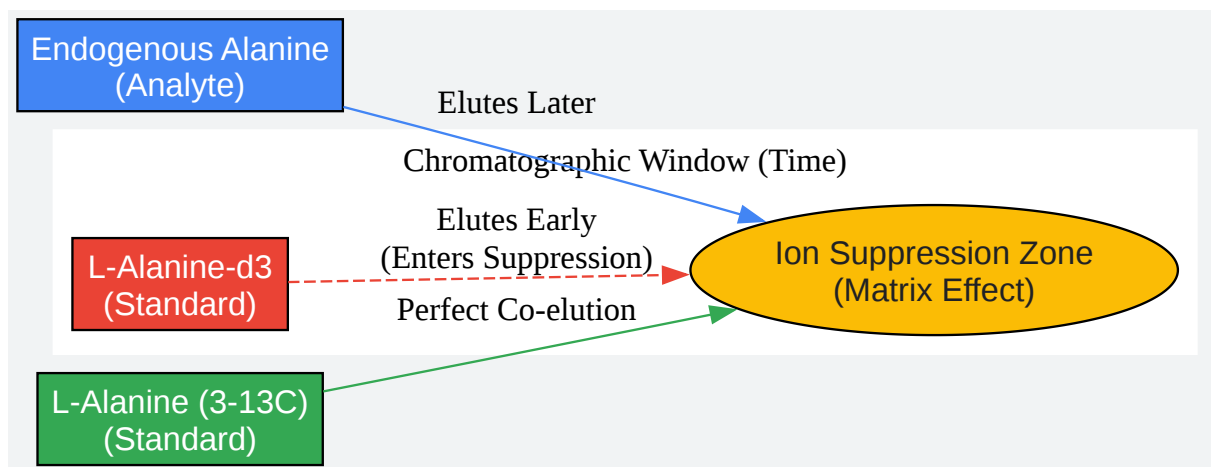 Endogenous Alanine
(Analyte)
Elutes Later
Chromatographic Window (Time)
Elutes Early
(Enters Suppression)
L-Alanine-d3
(Standard)
Ion Suppression Zone
(Matrix Effect)
Perfect Co-elution
L-Alanine (3-13C)
(Standard)